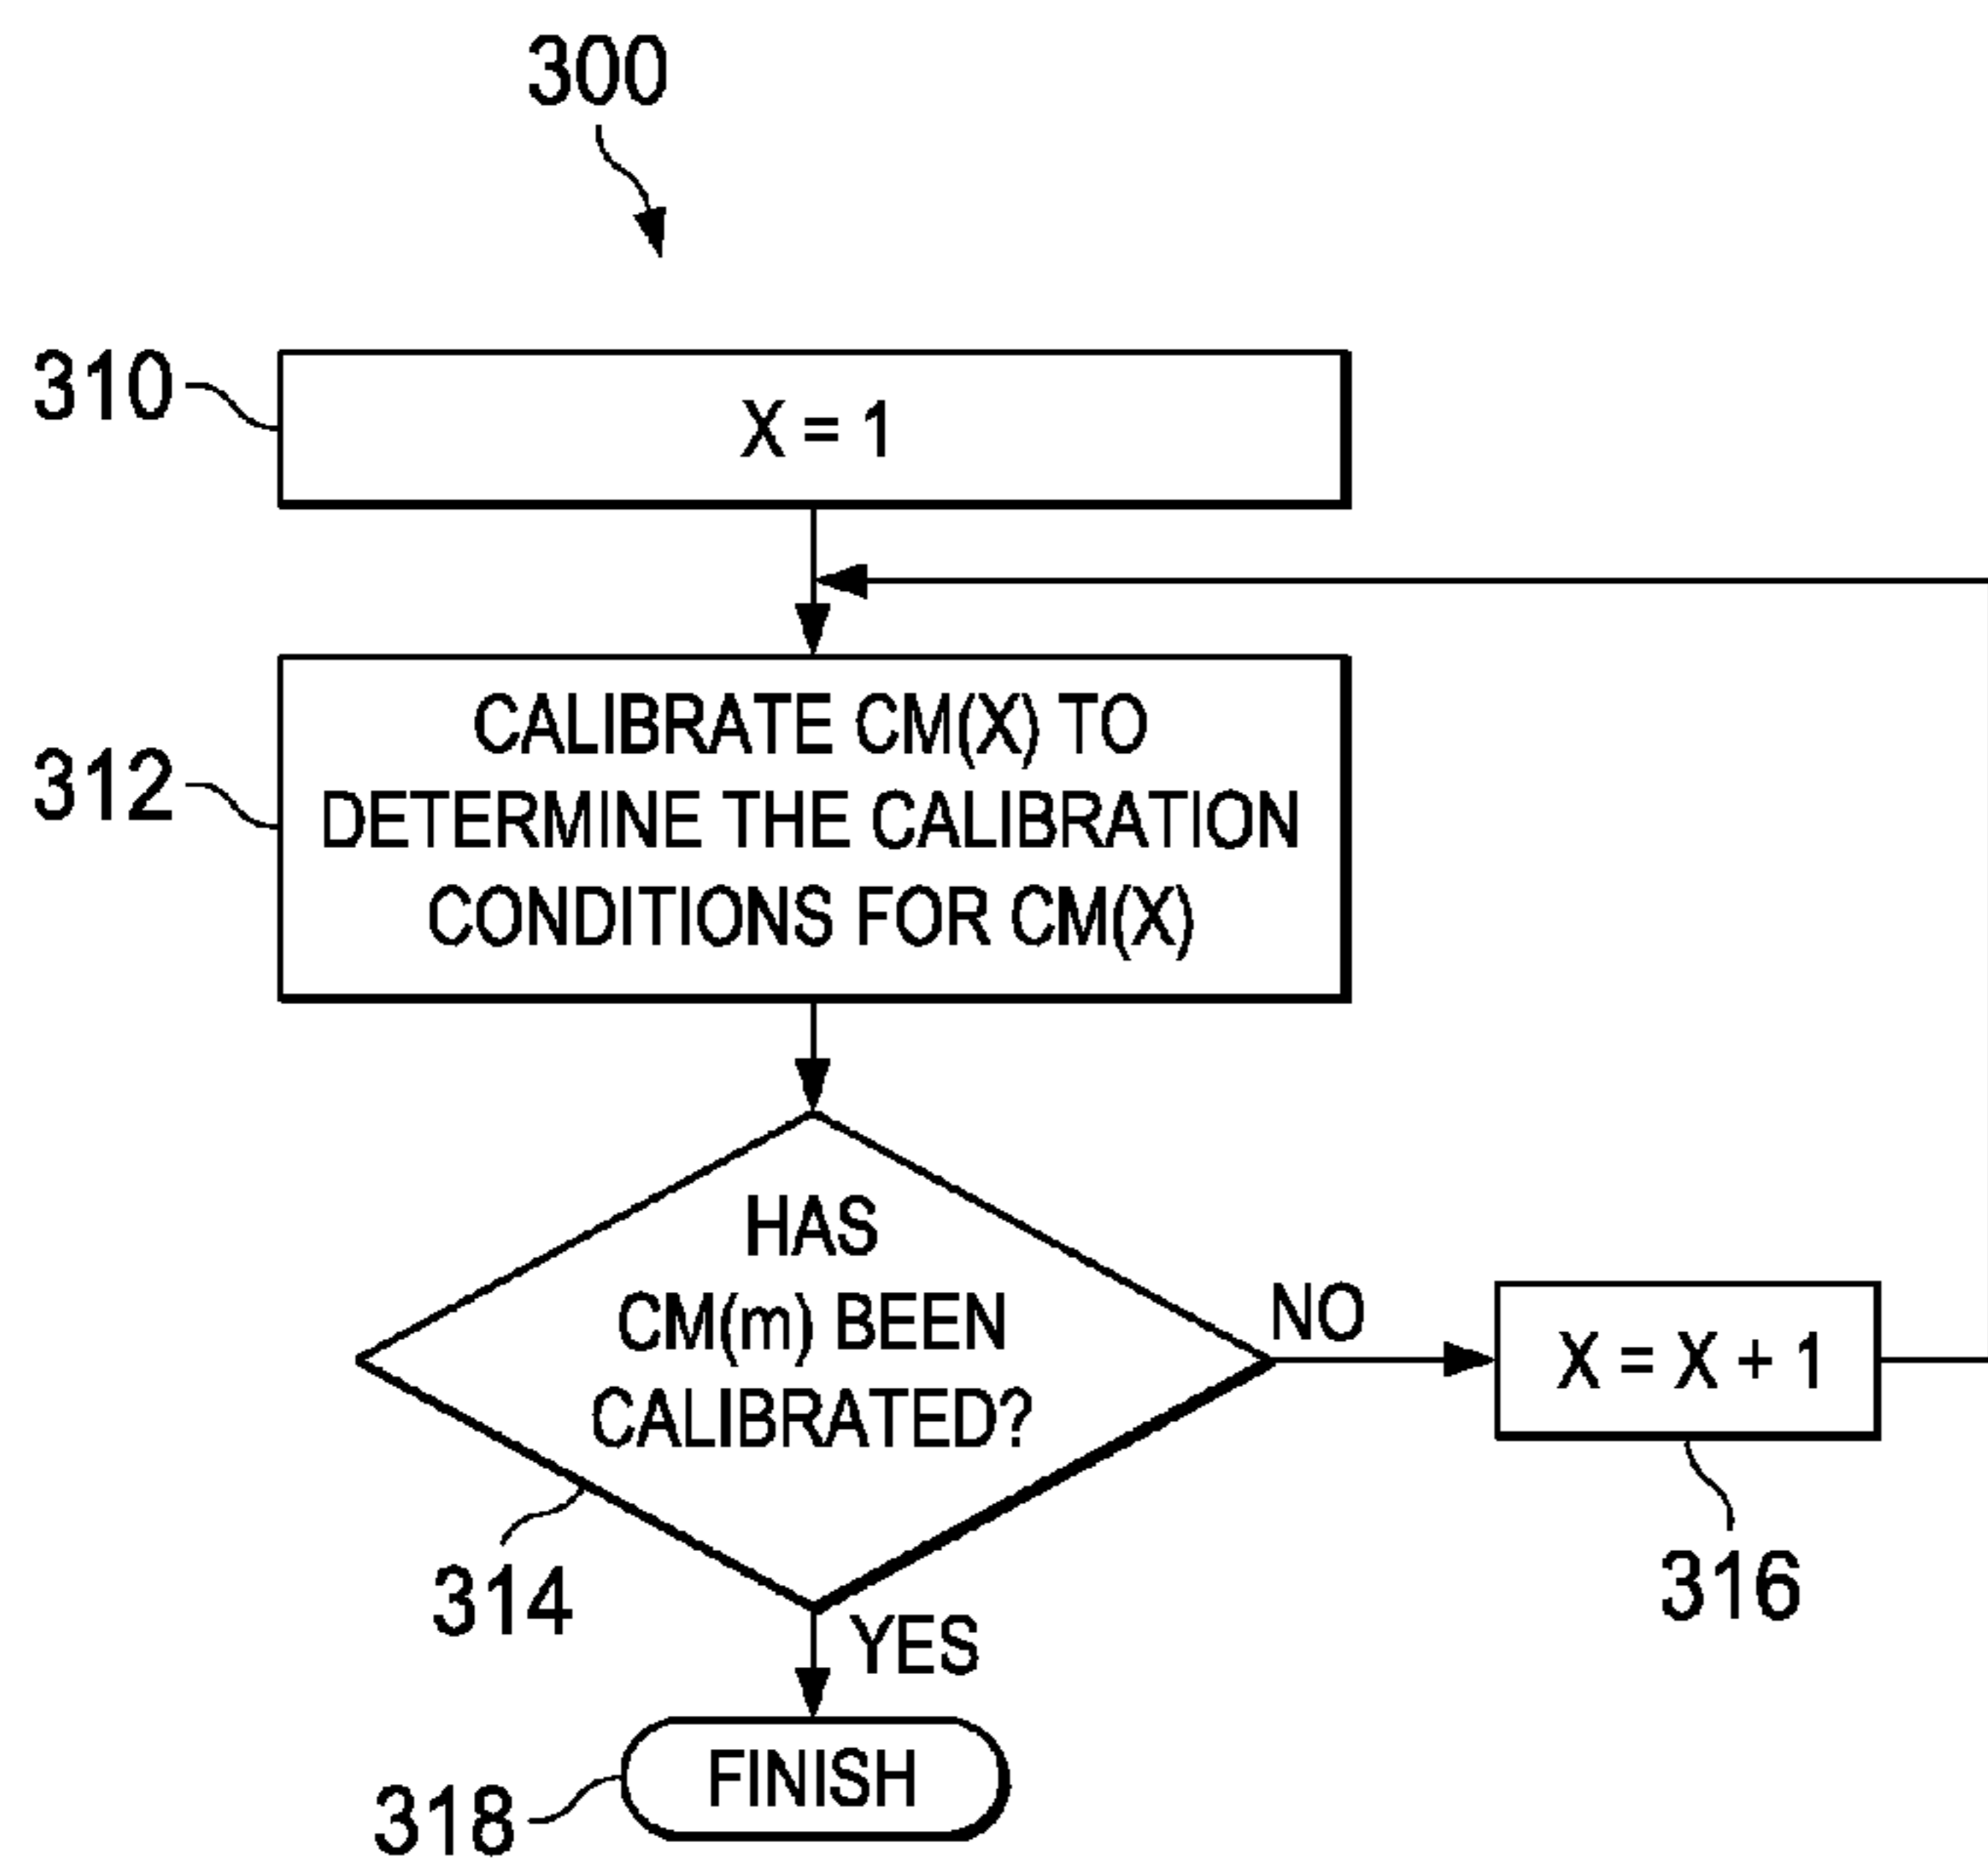 300
310
X = 1
312
CALIBRATE CM(X) TO
DETERMINE THE CALIBRATION
CONDITIONS FOR CM(X)
HAS
CM(m) BEEN
CALIBRATED?
NO
X = X + 1
314
316
YES
FINISH
318